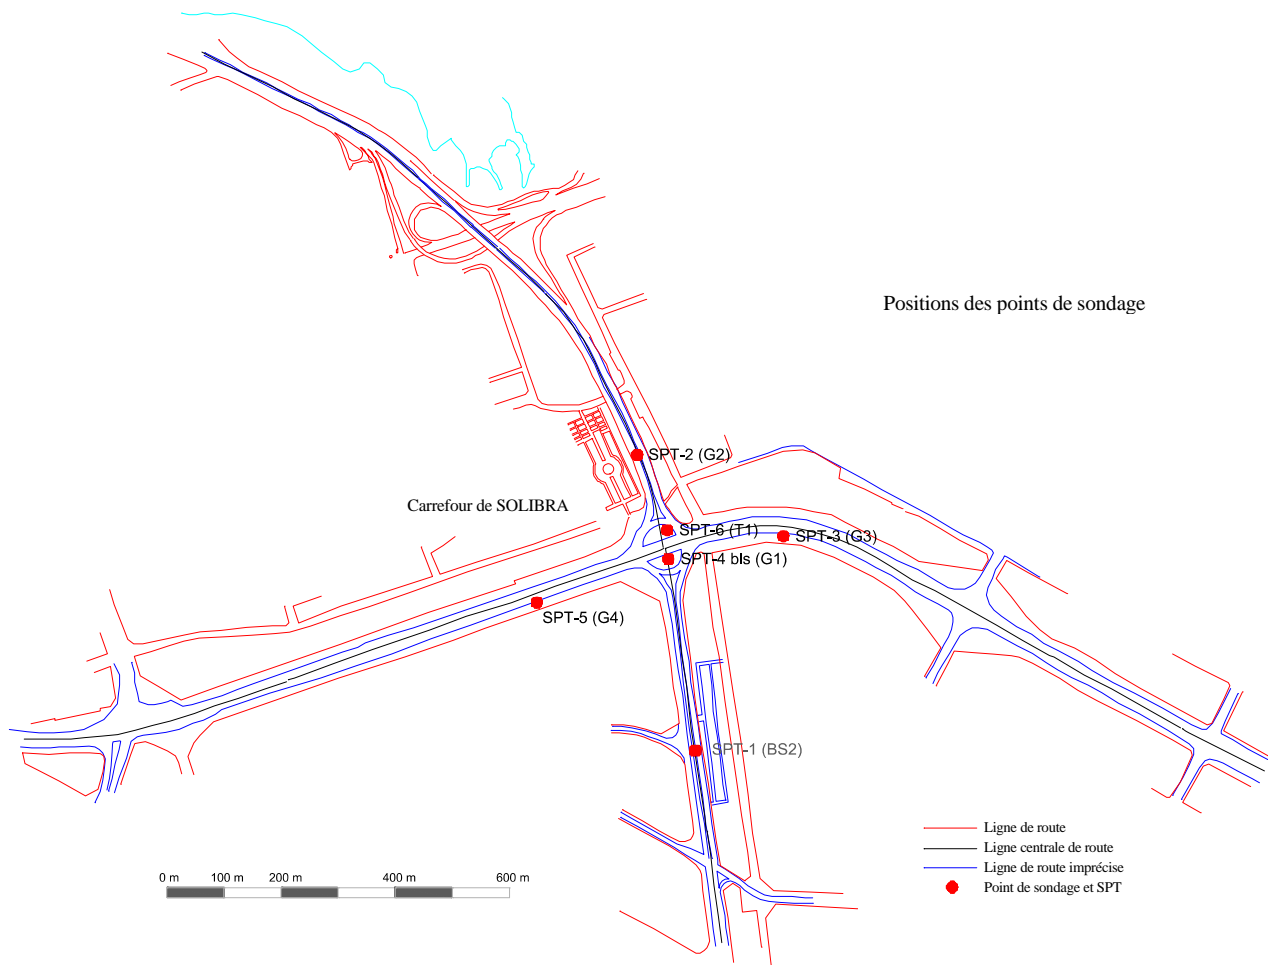 Positions des points de sondage
SPT-2 (G2)
Carrefour de SOLIBRA
SPT-6 (T1)
SPT-3 (G3)
SPT-4 bls (G1)
SPT-5 (G4)
SPT-1 (BS2)
Ligne de route
Ligne centrale de route
Ligne de route imprécise
Point de sondage et SPT
0 m 100 m 200 m 400 m 600 m